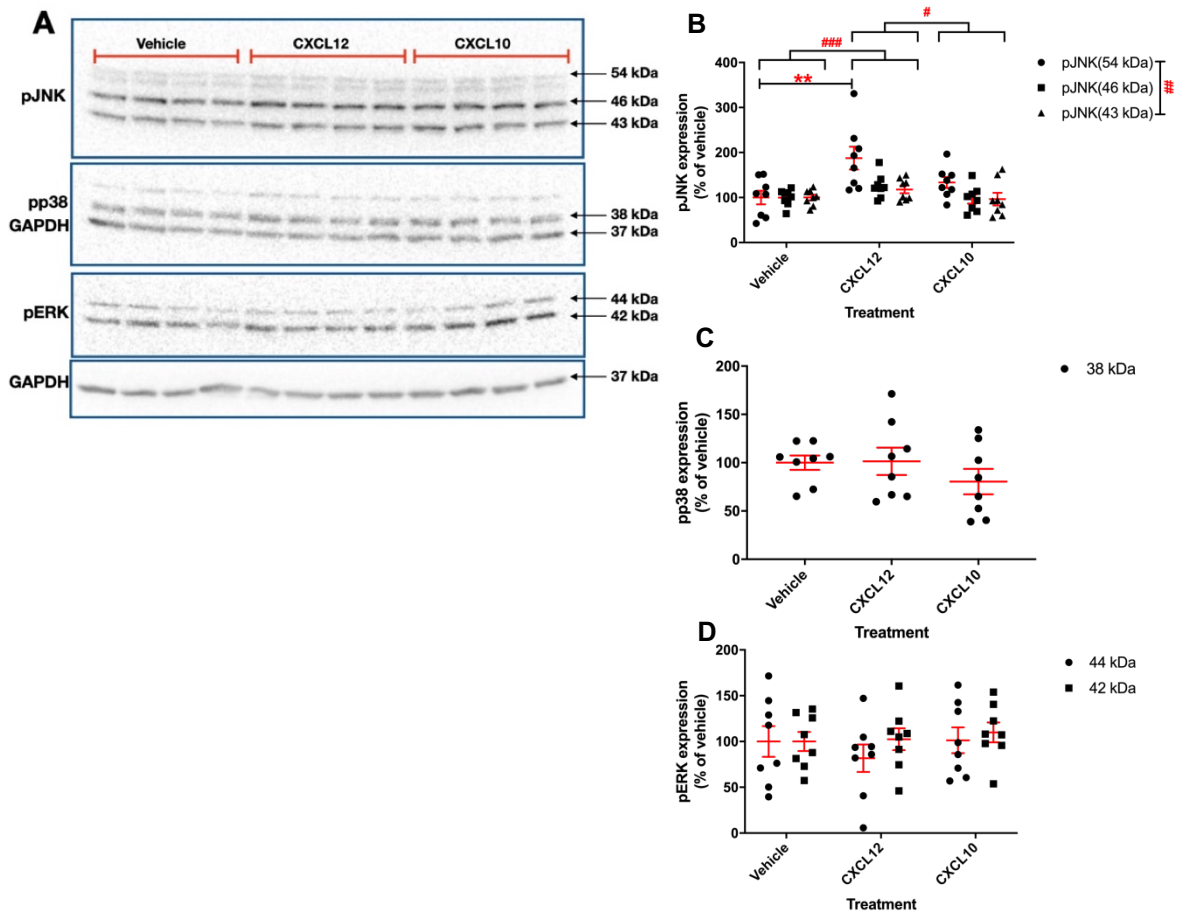 A
Vehicle
CXCL12
CXCL10
pJNK
54 kDa
46 kDa
43 kDa
pp38
GAPDH
38 kDa
37 kDa
pERK
44 kDa
42 kDa
GAPDH
37 kDa
B
#
###
**
pJNK(54 kDa)
pJNK(46 kDa)
pJNK(43 kDa)
##
pJNK expression
(% of vehicle)
400
300
200
100
0
Vehicle
CXCL12
CXCL10
Treatment
C
38 kDa
pp38 expression
(% of vehicle)
200
150
100
50
0
Vehicle
CXCL12
CXCL10
Treatment
D
44 kDa
42 kDa
pERK expression
(% of vehicle)
200
150
100
50
0
Vehicle
CXCL12
CXCL10
Treatment